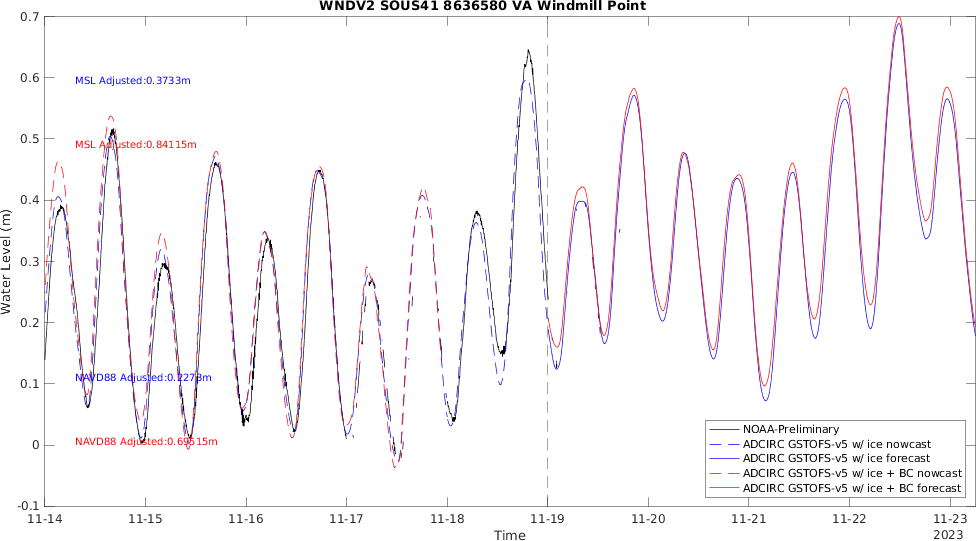 WNDV2 SOUS41 8636580 VA Windmill Point
Water Level (m)
0.7
0.6
0.5
0.4
0.3
0.2
0.1
0
-0.1
MSL Adjusted:0.3733m
MSL Adjusted:0.84115m
NAVD88 Adjusted:0.2273m
NAVD88 Adjusted:0.69515m
NOAA-Preliminary
ADCIRC GSTOFS-v5 w/ ice nowcast
ADCIRC GSTOFS-v5 w/ ice forecast
ADCIRC GSTOFS-v5 w/ ice + BC nowcast
ADCIRC GSTOFS-v5 w/ ice + BC forecast
11-14 11-15 11-16 11-17 11-18 11-19 11-20 11-21 11-22 11-23
Time
2023